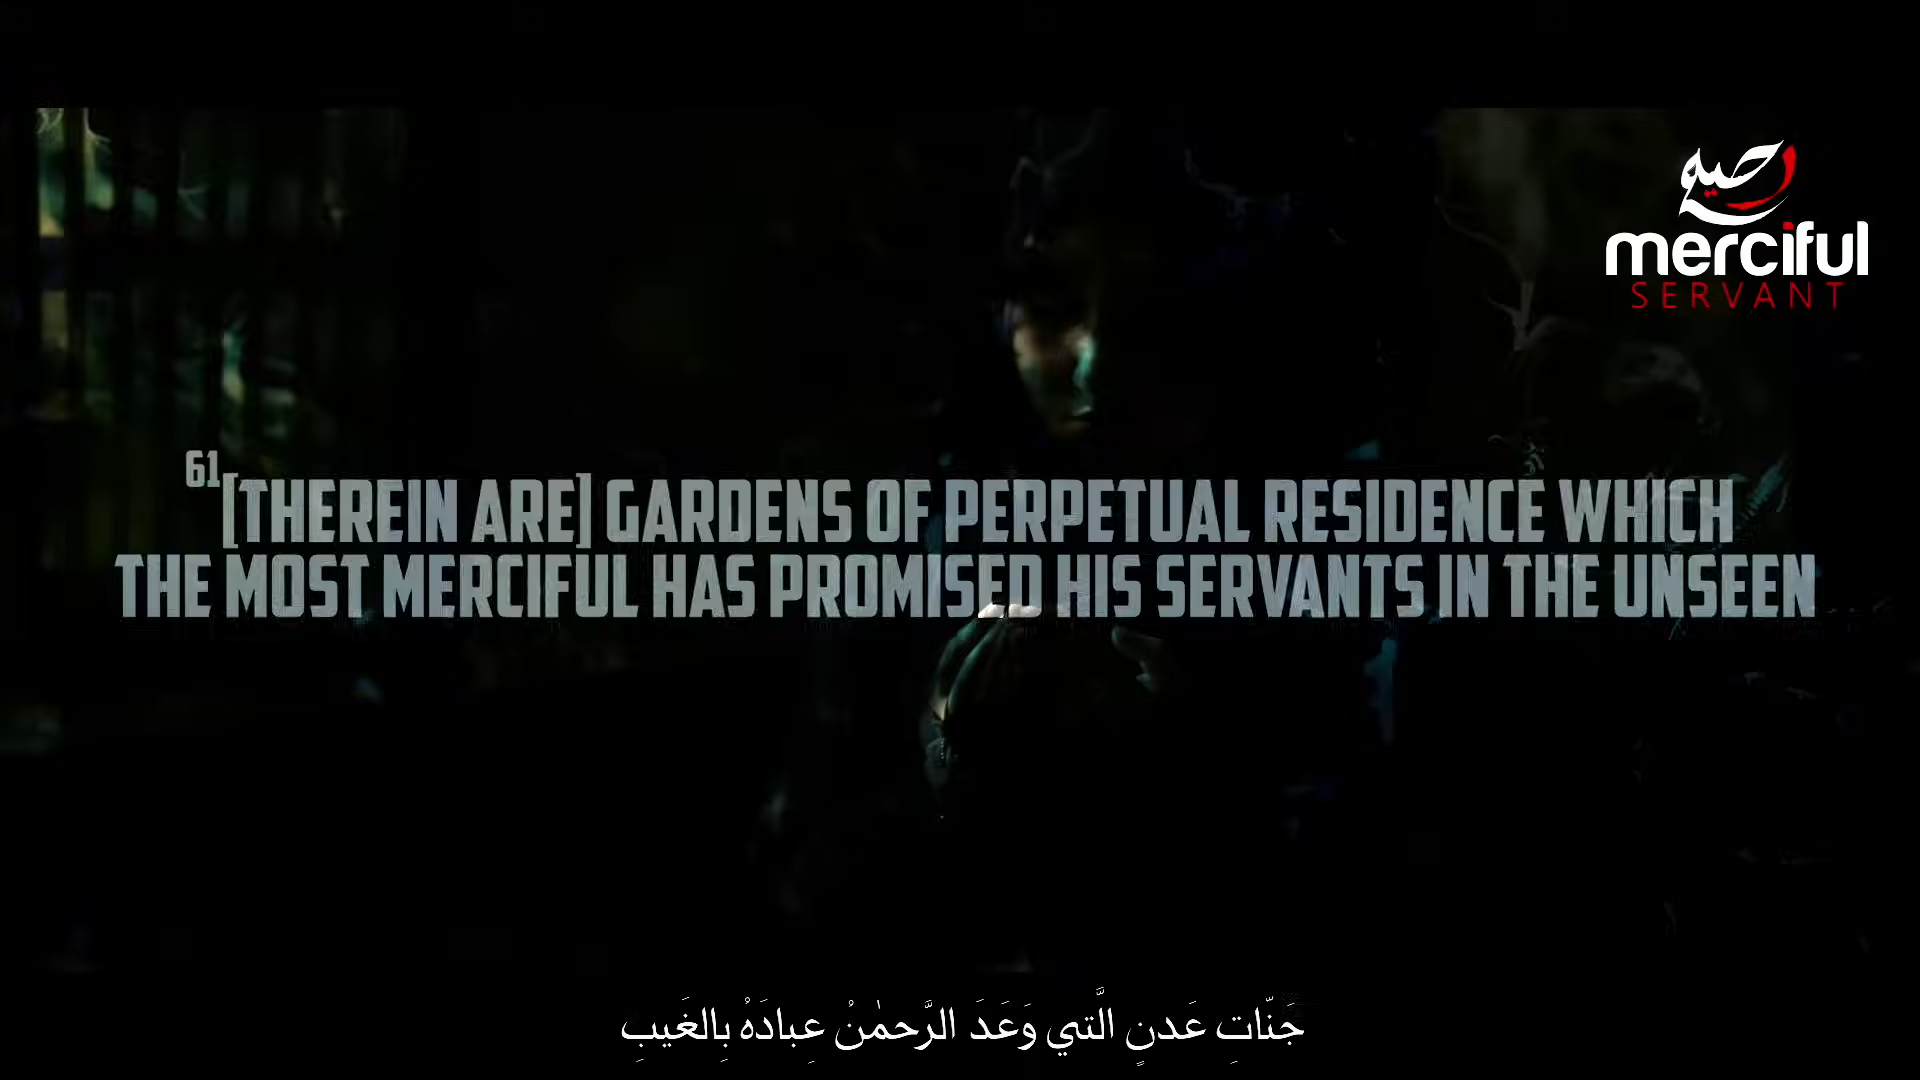 رحيم
merciful
SERVANT
61[THEREIN ARE] GARDENS OF PERPETUAL RESIDENCE WHICH
THE MOST MERCIFUL HAS PROMISED HIS SERVANTS IN THE UNSEEN
جَنّاتِ عَدنٍ الَّتي وَعَدَ الرَّحمٰنُ عِبادَهُ بِالغَيبِ